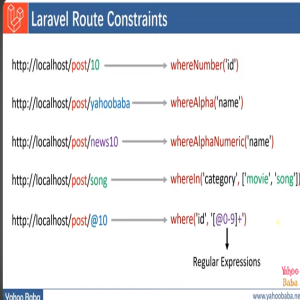 Laravel Route Constraints
http://localhost/post/10 whereNumber('id')
http://localhost/post/yahoobaba whereAlpha('name')
http://localhost/post/news10 whereAlphaNumeric('name')
http://localhost/post/song whereIn('category', ['movie', 'song'])
http://localhost/post/@10 where('id', '[@0-9]+')
Regular Expressions
Yahoo
Baba
Yahoo Baba www.yahoobaba.ne